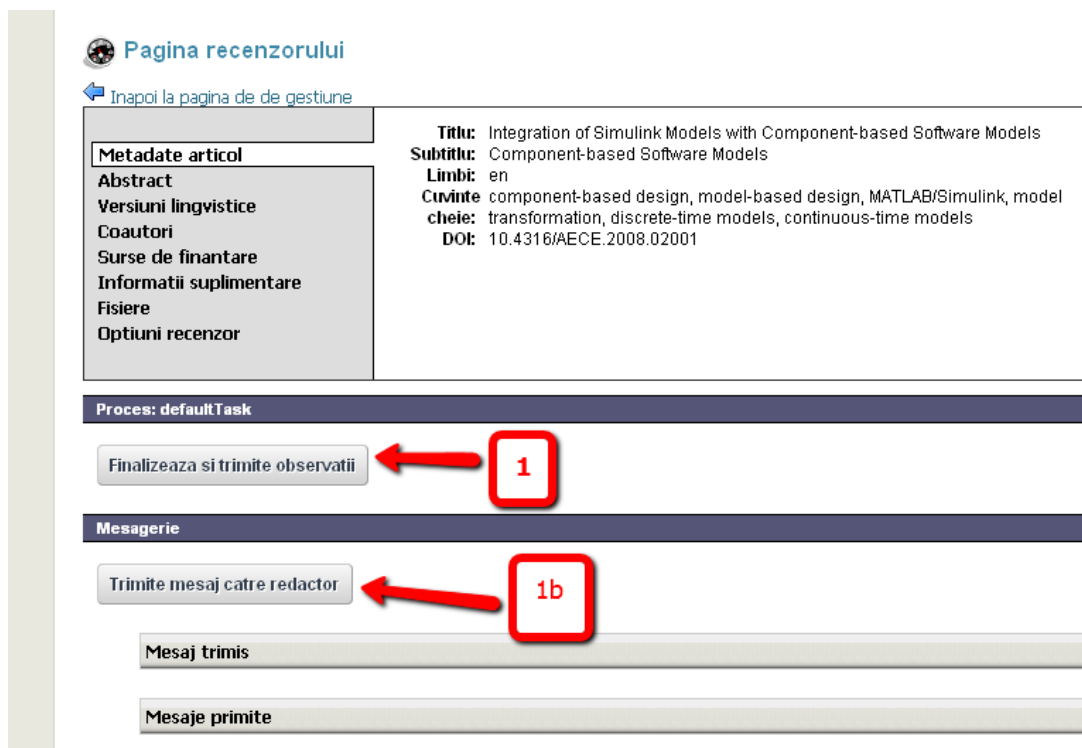 Pagina recenzorului
Inapoi la pagina de de gestiune
Metadate articol
Abstract
Versiuni lingvistice
Coautori
Surse de finantare
Informatii suplimentare
Fisiere
Optiuni recenzor
Titlu: Integration of Simulink Models with Component-based Software Models
Subtitlu: Component-based Software Models
Limbi: en
Cuvinte component-based design, model-based design, MATLAB/Simulink, model
cheie: transformation, discrete-time models, continuous-time models
DOI: 10.4316/AECE.2008.02001
Proces: defaultTask
Finalizeaza si trimite observatii
1
Mesagerie
Trimite mesaj catre redactor
1b
Mesaj trimis
Mesaje primite